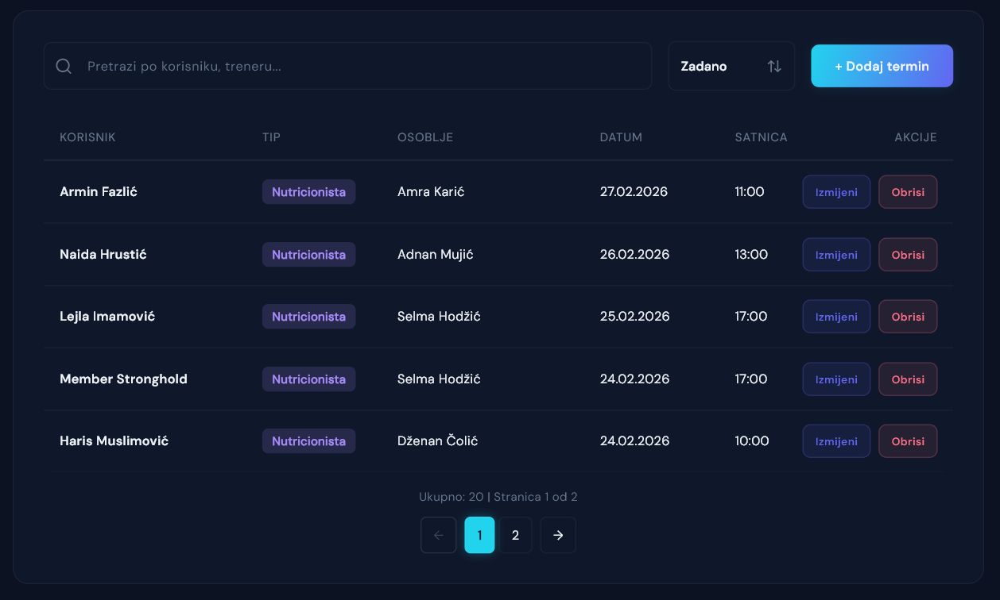 Pretrazi po korisniku, treneru... Zadano + Dodaj termin
KORISNIK TIP OSOBLJE DATUM SATNICA AKCIJE
Armin Fazlić Nutricionista Amra Karić 27.02.2026 11:00 Izmijeni Obrisi
Naida Hrustić Nutricionista Adnan Mujić 26.02.2026 13:00 Izmijeni Obrisi
Lejla Imamović Nutricionista Selma Hodžić 25.02.2026 17:00 Izmijeni Obrisi
Member Stronghold Nutricionista Selma Hodžić 24.02.2026 17:00 Izmijeni Obrisi
Haris Muslimović Nutricionista Dženan Čolić 24.02.2026 10:00 Izmijeni Obrisi
Ukupno: 20 | Stranica 1 od 2
← 1 2 →